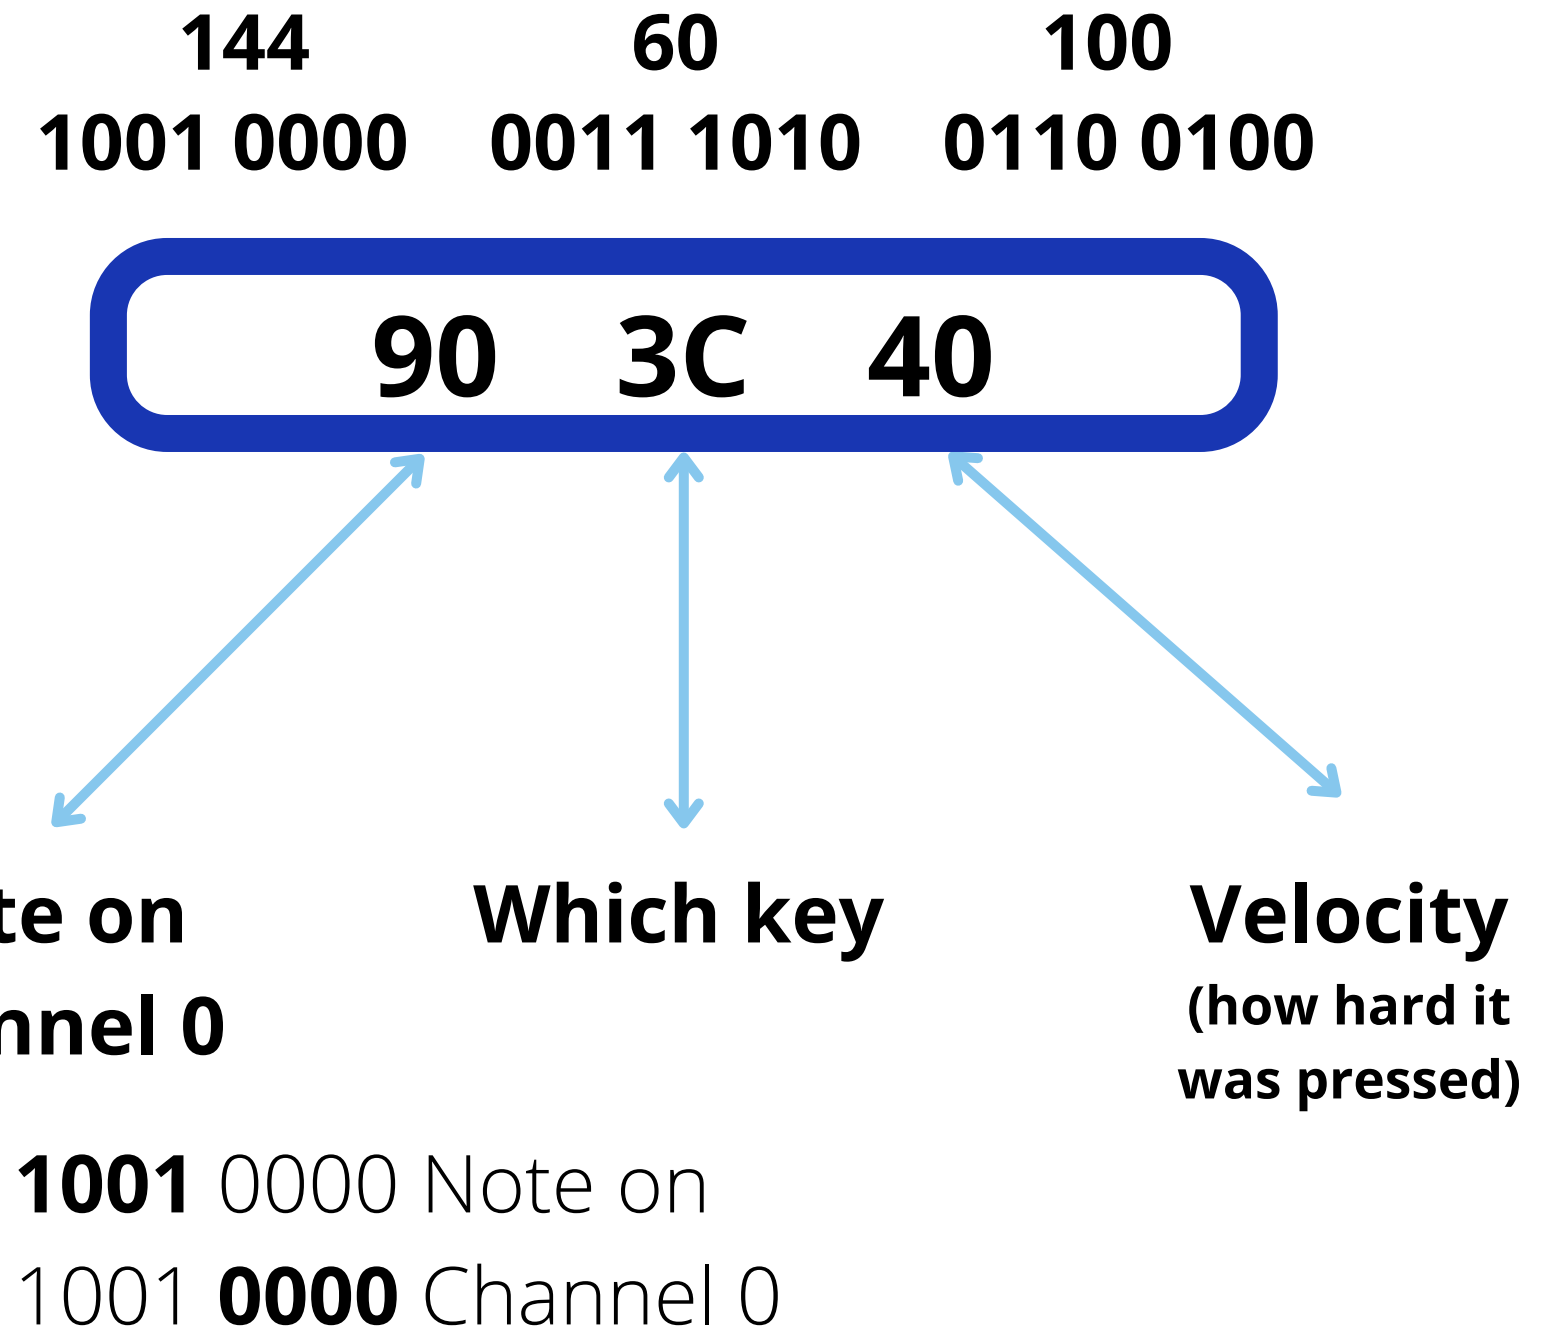 144 60 100
1001 0000 0011 1010 0110 0100
90 3C 40
te on Which key Velocity
nnel 0 (how hard it
was pressed)
1001 0000 Note on
1001 0000 Channel 0